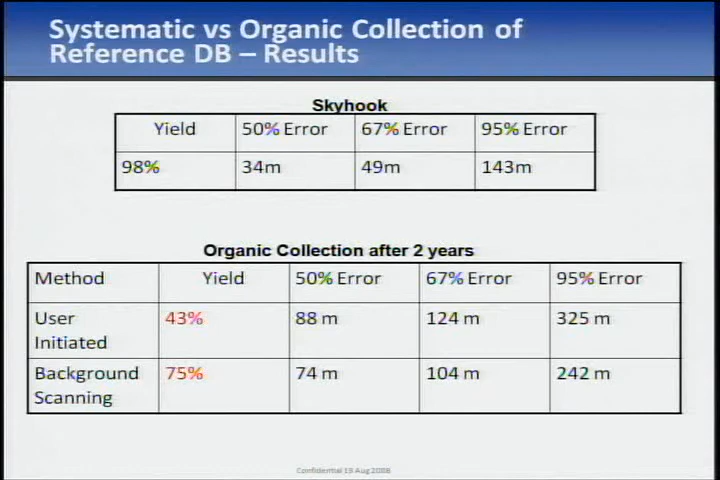 Systematic vs Organic Collection of
Reference DB – Results
Skyhook
Yield 50% Error 67% Error 95% Error
98% 34m 49m 143m
Organic Collection after 2 years
Method Yield 50% Error 67% Error 95% Error
User Initiated 43% 88 m 124 m 325 m
Background Scanning 75% 74 m 104 m 242 m
Confidential 19 Aug 2008